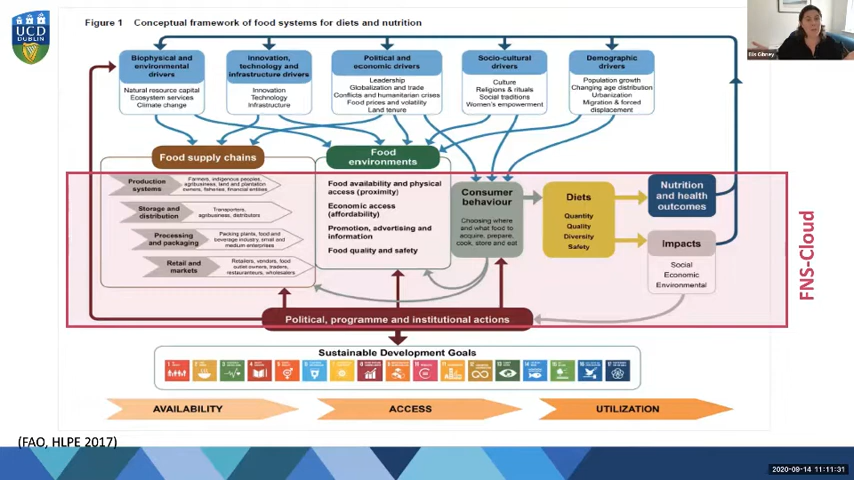 UCD
DUBLIN
Figure 1 Conceptual framework of food systems for diets and nutrition
Biophysical and
environmental
drivers
Natural resource capital
Ecosystem services
Climate change
Innovation,
technology and
infrastructure drivers
Innovation
Technology
Infrastructure
Political and
economic drivers
Leadership
Globalization and trade
Conflicts and humanitarian crises
Food prices and volatility
Land tenure
Socio-cultural
drivers
Culture
Religions & rituals
Social traditions
Women's empowerment
Demographic
drivers
Population growth
Changing age distribution
Urbanization
Migration & forced
displacement
Food supply chains
Production
systems
Farmers, indigenous peoples,
agribusiness, land and plantation
owners, fisheries, financial entities
Storage and
distribution
Transporters,
agribusiness, distributors
Processing
and packaging
Packing plants, food and
beverage industry, small and
medium enterprises
Retail and
markets
Retailers, vendors, food
outlet owners, traders,
restauranteurs, wholesalers
Food
environments
Food availability and physical
access (proximity)
Economic access
(affordability)
Promotion, advertising and
information
Food quality and safety
Consumer
behaviour
Choosing where
and what food to
acquire, prepare,
cook, store and eat
Diets
Quantity
Quality
Diversity
Safety
Nutrition
and health
outcomes
Impacts
Social
Economic
Environmental
FNS-Cloud
Political, programme and institutional actions
Sustainable Development Goals
AVAILABILITY
ACCESS
UTILIZATION
(FAO, HLPE 2017)
Eile Gibney
2020-09-14 11:11:31